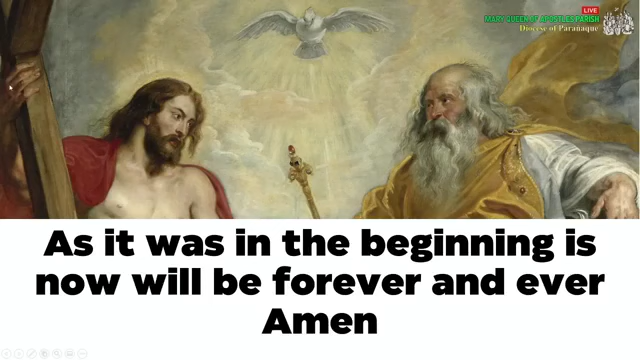 LIVE
MARY QUEEN OF APOSTLES PARISH
Diocese of Parañaque
As it was in the beginning is
now will be forever and ever
Amen